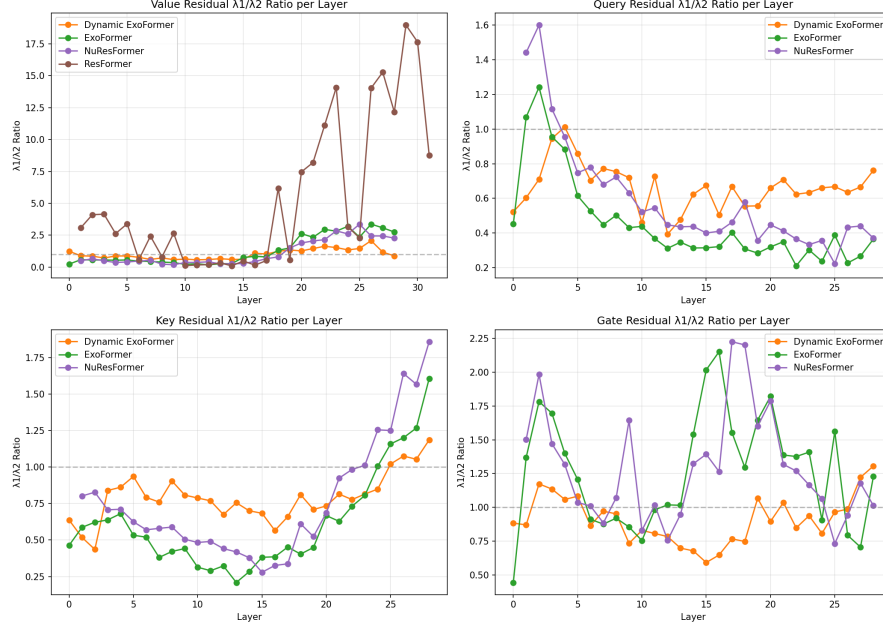 Value Residual λ1/λ2 Ratio per Layer
Dynamic ExoFormer
ExoFormer
NuResFormer
ResFormer
17.5
15.0
12.5
10.0
7.5
5.0
2.5
0.0
λ1/λ2 Ratio
0 5 10 15 20 25 30
Layer
Query Residual λ1/λ2 Ratio per Layer
Dynamic ExoFormer
ExoFormer
NuResFormer
1.6
1.4
1.2
1.0
0.8
0.6
0.4
0.2
λ1/λ2 Ratio
0 5 10 15 20 25
Layer
Key Residual λ1/λ2 Ratio per Layer
Dynamic ExoFormer
ExoFormer
NuResFormer
1.75
1.50
1.25
1.00
0.75
0.50
0.25
λ1/λ2 Ratio
0 5 10 15 20 25
Layer
Gate Residual λ1/λ2 Ratio per Layer
Dynamic ExoFormer
ExoFormer
NuResFormer
2.25
2.00
1.75
1.50
1.25
1.00
0.75
0.50
λ1/λ2 Ratio
0 5 10 15 20 25
Layer